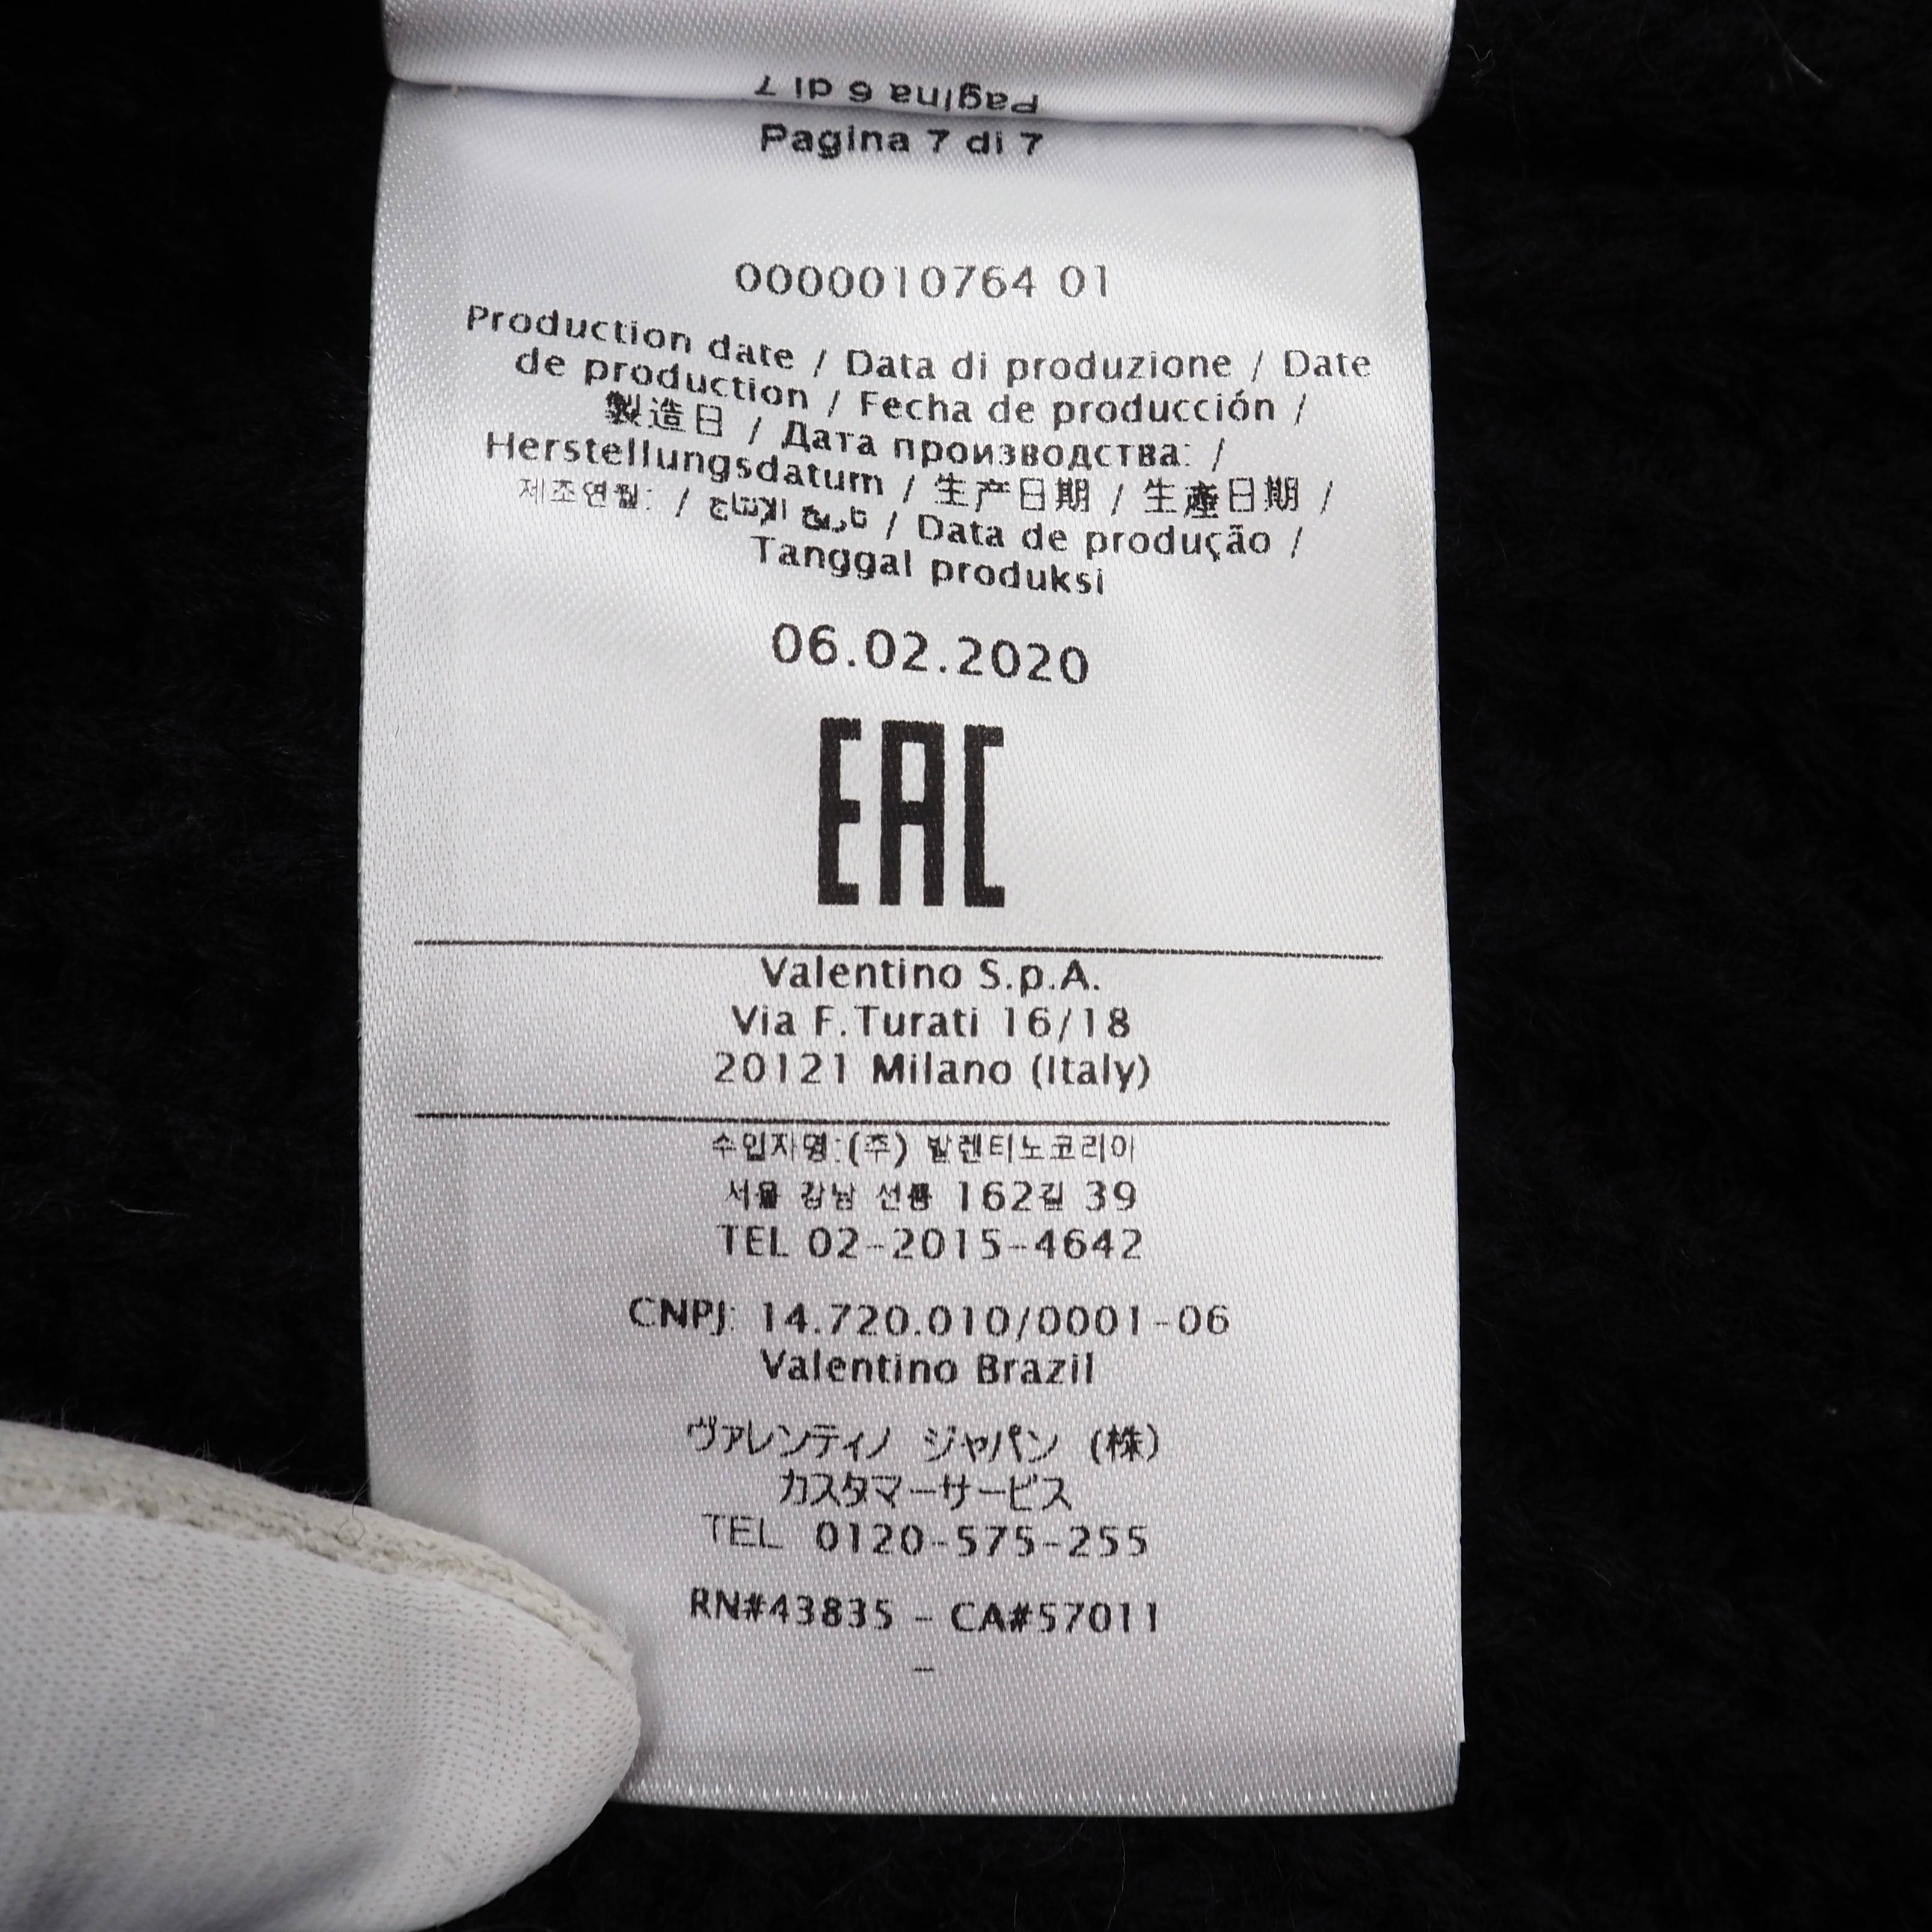 Pagina 6 di 7
Pagina 7 di 7
0000010764 01
Production date / Data di produzione / Date
de production / Fecha de producción /
製造日 / Дата производства: /
Herstellungsdatum / 生产日期 / 生產日期 /
제조연월: / تاريخ الإنتاج / Data de produção /
Tanggal produksi
06.02.2020
EAC
Valentino S.p.A.
Via F.Turati 16/18
20121 Milano (Italy)
수입자명:(주) 발렌티노코리아
서울 강남 선릉 162길 39
TEL 02-2015-4642
CNPJ: 14.720.010/0001-06
Valentino Brazil
ヴァレンティノ ジャパン (株)
カスタマーサービス
TEL 0120-575-255
RN#43835 - CA#57011
-